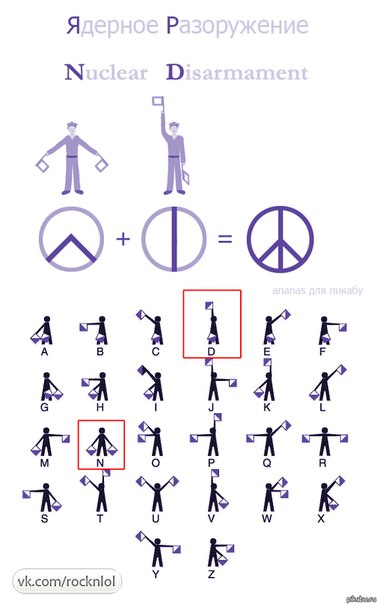 Ядерное Разоружение
Nuclear Disarmament
+ =
ananas для пикабу
A B C D E F
G H I J K L
M N O P Q R
S T U V W X
Y Z
vk.com/rocknlol
pikabu.ru